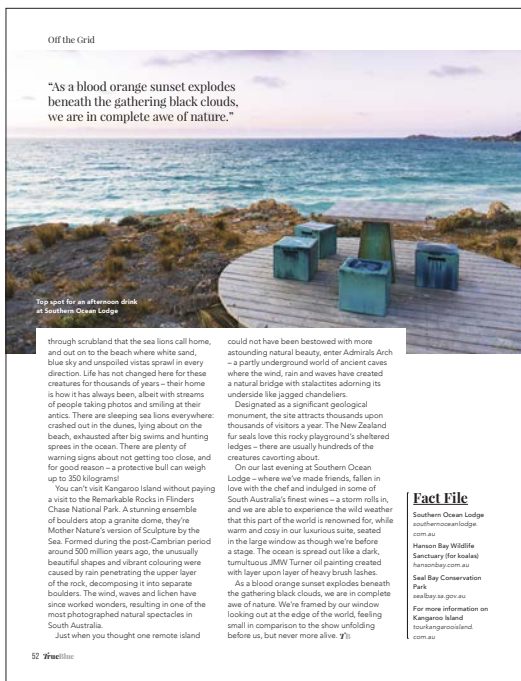 Off the Grid
“As a blood orange sunset explodes
beneath the gathering black clouds,
we are in complete awe of nature.”
Top spot for an afternoon drink
at Southern Ocean Lodge
through scrubland that the sea lions call home,
and out on to the beach where white sand,
blue sky and unspoiled vistas sprawl in every
direction. Life has not changed here for these
creatures for thousands of years – their home
is how it has always been, albeit with streams
of people taking photos and smiling at their
antics. There are sleeping sea lions everywhere:
crashed out in the dunes, lying about on the
beach, exhausted after big swims and hunting
sprees in the ocean. There are plenty of
warning signs about not getting too close, and
for good reason – a protective bull can weigh
up to 350 kilograms!
You can't visit Kangaroo Island without paying
a visit to the Remarkable Rocks in Flinders
Chase National Park. A stunning ensemble
of boulders atop a granite dome, they're
Mother Nature's version of Sculpture by the
Sea. Formed during the post-Cambrian period
around 500 million years ago, the unusually
beautiful shapes and vibrant colouring were
caused by rain penetrating the upper layer
of the rock, decomposing it into separate
boulders. The wind, waves and lichen have
since worked wonders, resulting in one of the
most photographed natural spectacles in
South Australia.
Just when you thought one remote island
could not have been bestowed with more
astounding natural beauty, enter Admirals Arch
– a partly underground world of ancient caves
where the wind, rain and waves have created
a natural bridge with stalactites adorning its
underside like jagged chandeliers.
Designated as a significant geological
monument, the site attracts thousands upon
thousands of visitors a year. The New Zealand
fur seals love this rocky playground's sheltered
ledges – there are usually hundreds of the
creatures cavorting about.
On our last evening at Southern Ocean
Lodge – where we've made friends, fallen in
love with the chef and indulged in some of
South Australia's finest wines – a storm rolls in,
and we are able to experience the wild weather
that this part of the world is renowned for, while
warm and cosy in our luxurious suite, seated
in the large window as though we're before
a stage. The ocean is spread out like a dark,
tumultuous JMW Turner oil painting created
with layer upon layer of heavy brush lashes.
As a blood orange sunset explodes beneath
the gathering black clouds, we are in complete
awe of nature. We're framed by our window
looking out at the edge of the world, feeling
small in comparison to the show unfolding
before us, but never more alive. TB
Fact File
Southern Ocean Lodge
southernoceanlodge.
com.au
Hanson Bay Wildlife
Sanctuary (for koalas)
hansonbay.com.au
Seal Bay Conservation
Park
sealbay.sa.gov.au
For more information on
Kangaroo Island
tourkangarooisland.
com.au
52 TrueBlue